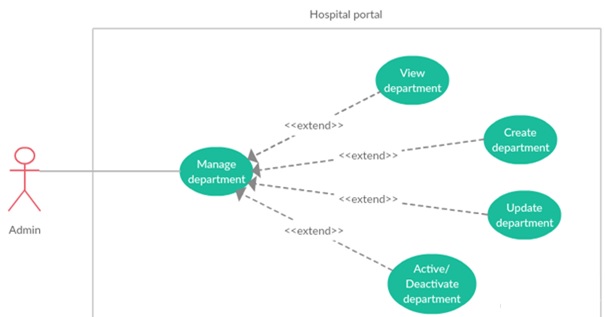 Hospital portal
View
department
<<extend>>
Create
department
<<extend>>
Manage
department
<<extend>>
Update
department
Admin
<<extend>>
Active/
Deactivate
department